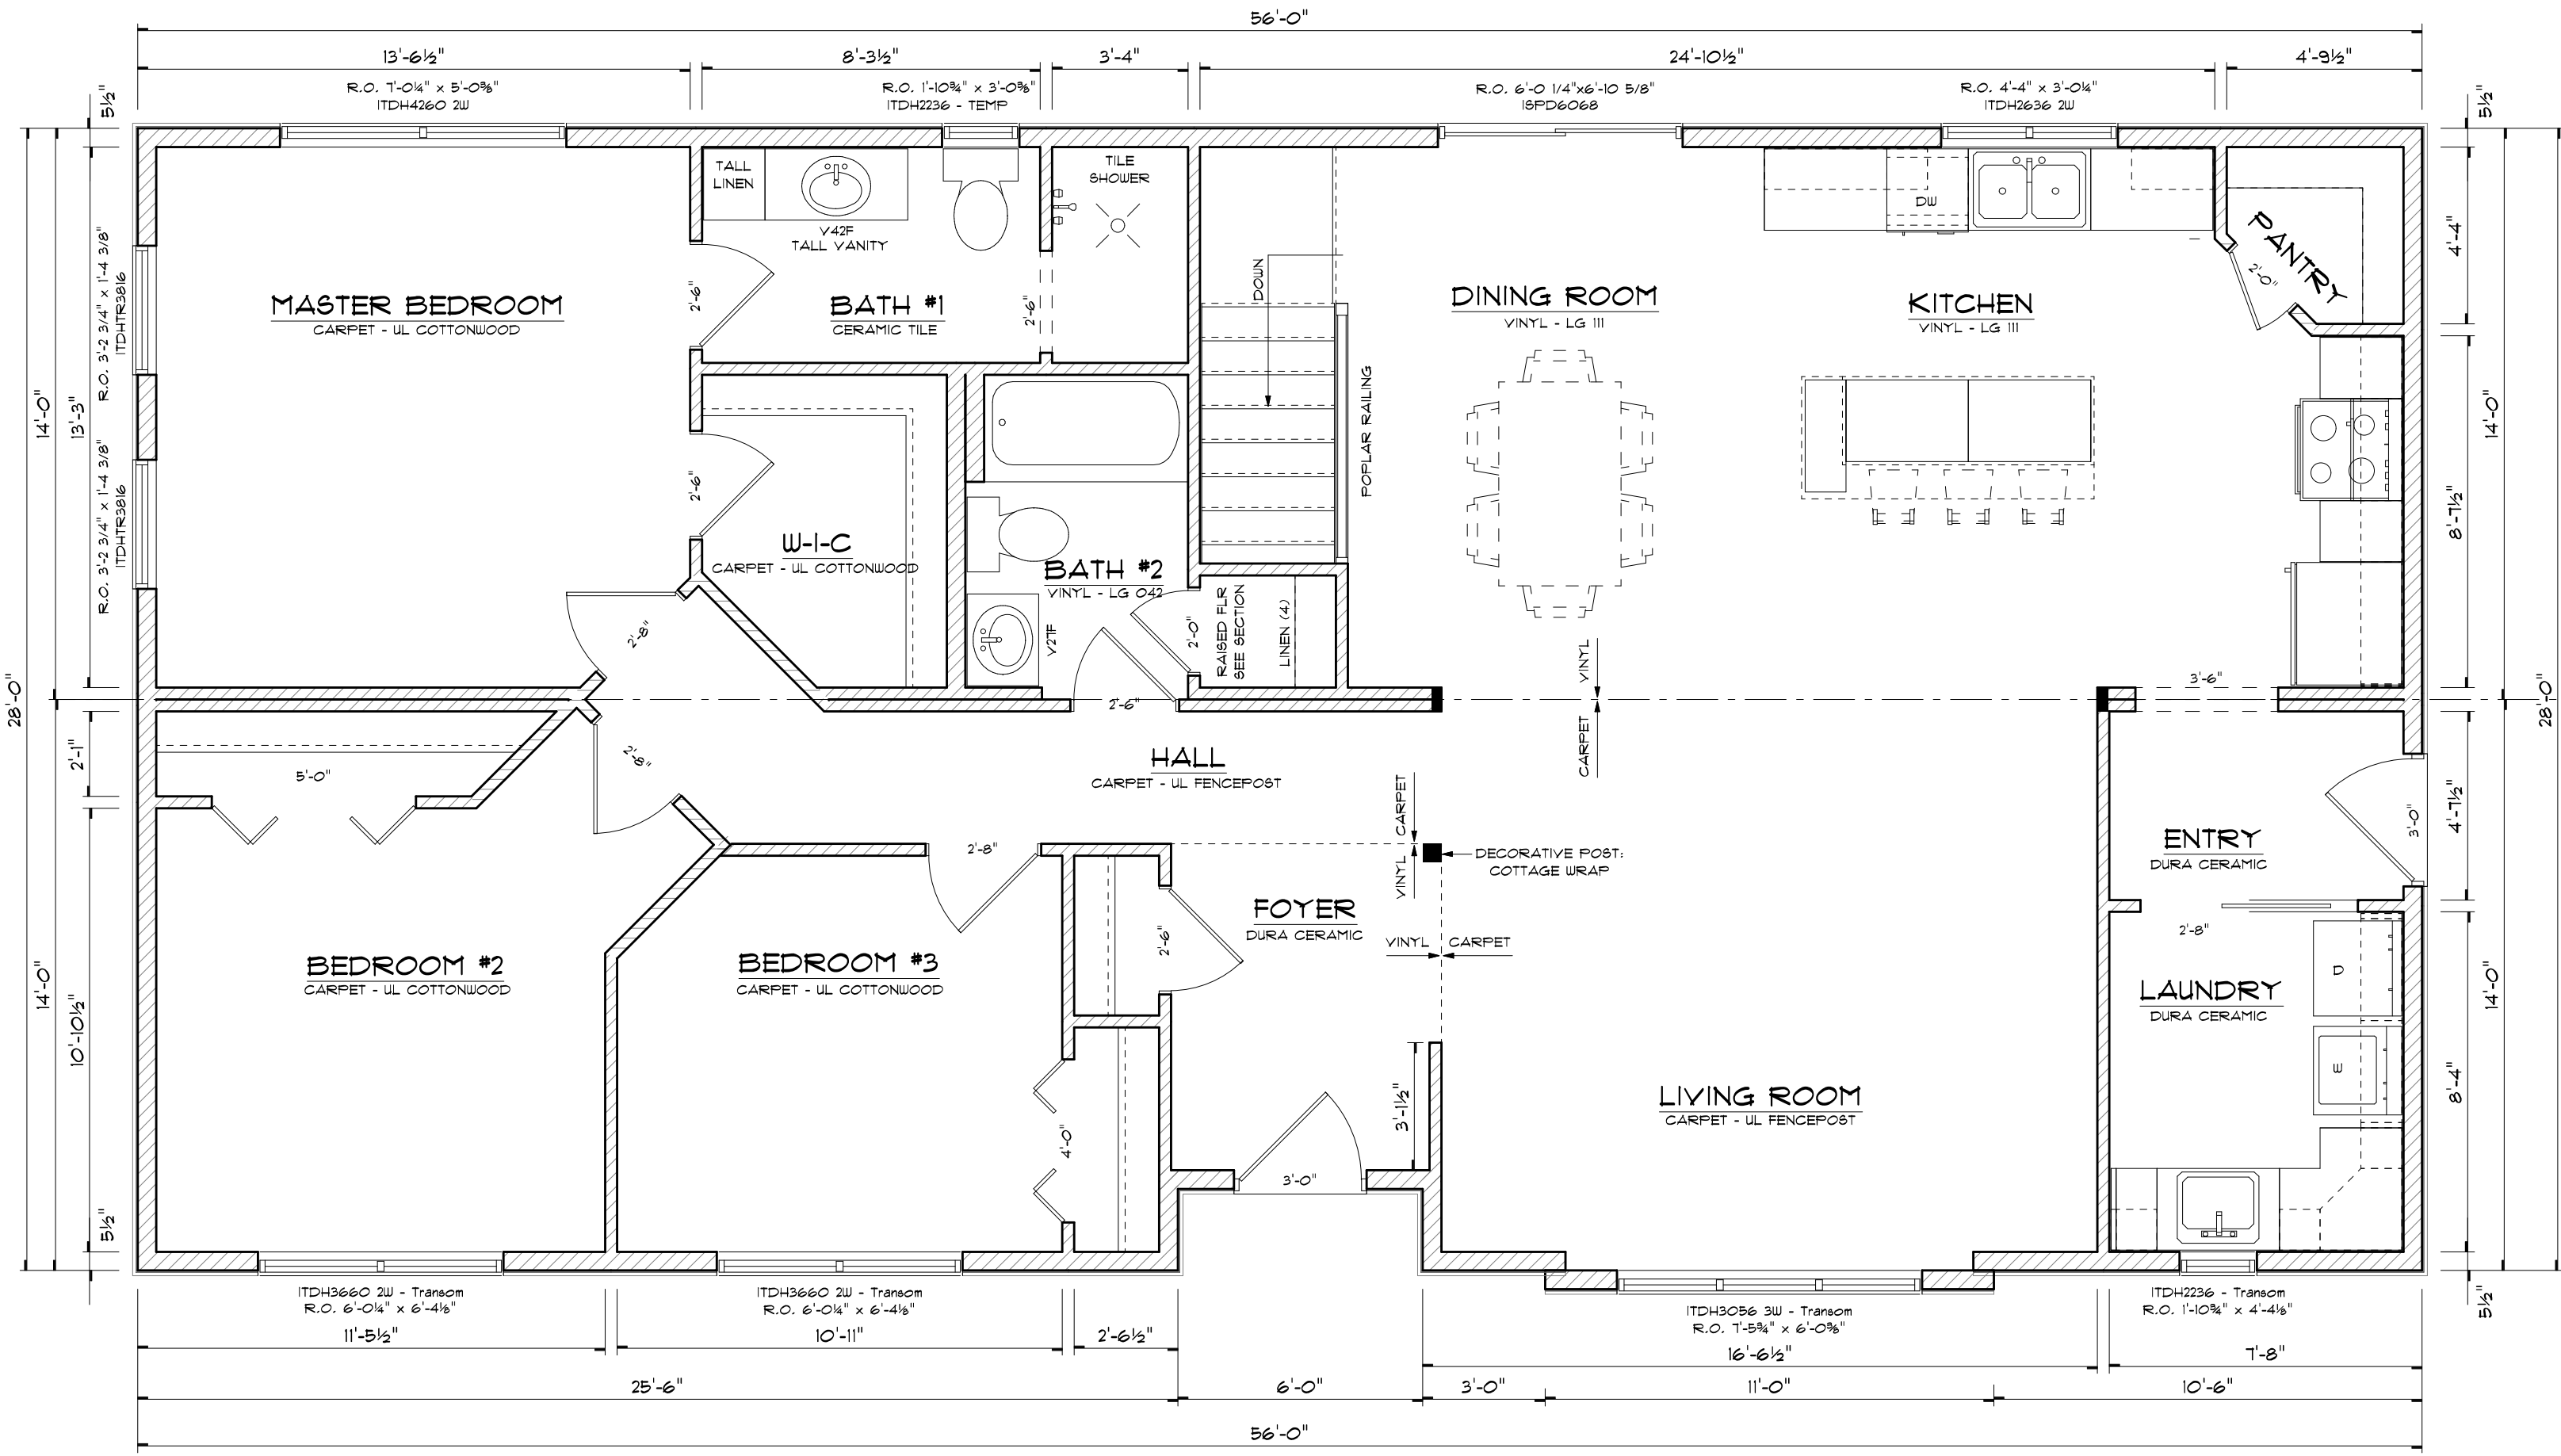 56'-0"
13'-6½"
8'-3½"
3'-4"
24'-10½"
4'-9½"
R.O. 7'-0¼" x 5'-0⅜"
ITDH4260 2W
R.O. 1'-10¾" x 3'-0⅜"
ITDH2236 - TEMP
R.O. 6'-0 1/4"x6'-10 5/8"
ISPD6068
R.O. 4'-4" x 3'-0¼"
ITDH2636 2W
5½"
5½"
TALL
LINEN
V42F
TALL VANITY
TILE
SHOWER
DW
PANTRY
2'-0"
4'-4"
R.O. 3'-2 3/4" x 1'-4 3/8"
ITDHTR3816
MASTER BEDROOM
CARPET - UL COTTONWOOD
2'-6"
BATH #1
CERAMIC TILE
2'-6"
DOWN
DINING ROOM
VINYL - LG 111
KITCHEN
VINYL - LG 111
14'-0"
13'-3"
POPLAR RAILING
14'-0"
R.O. 3'-2 3/4" x 1'-4 3/8"
ITDHTR3816
2'-6"
W-I-C
CARPET - UL COTTONWOOD
BATH #2
VINYL - LG 042
V27F
2'-0"
RAISED FLR
SEE SECTION
LINEN (4)
8'-7½"
2'-8"
28'-0"
VINYL
CARPET
3'-6"
28'-0"
2'-6"
2'-1"
5'-0"
2'-8"
HALL
CARPET - UL FENCEPOST
CARPET
VINYL
DECORATIVE POST:
COTTAGE WRAP
ENTRY
DURA CERAMIC
3'-0"
4'-7½"
2'-8"
FOYER
DURA CERAMIC
VINYL
CARPET
2'-6"
2'-8"
BEDROOM #2
CARPET - UL COTTONWOOD
BEDROOM #3
CARPET - UL COTTONWOOD
D
LAUNDRY
DURA CERAMIC
W
14'-0"
10'-10½"
14'-0"
8'-4"
4'-0"
3'-1½"
3'-0"
LIVING ROOM
CARPET - UL FENCEPOST
5½"
5½"
ITDH3660 2W - Transom
R.O. 6'-0¼" x 6'-4⅛"
ITDH3660 2W - Transom
R.O. 6'-0¼" x 6'-4⅛"
ITDH3056 3W - Transom
R.O. 7'-5¾" x 6'-0⅜"
ITDH2236 - Transom
R.O. 1'-10¾" x 4'-4⅛"
11'-5½"
10'-11"
2'-6½"
16'-6½"
7'-8"
25'-6"
6'-0"
3'-0"
11'-0"
10'-6"
56'-0"